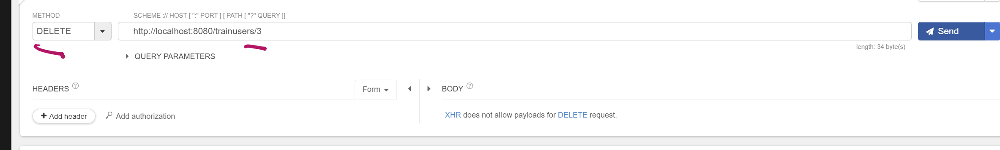 METHOD
SCHEME :// HOST [ ":" PORT ] [ PATH [ "?" QUERY ]]
DELETE
http://localhost:8080/trainusers/3
Send
length: 34 byte(s)
QUERY PARAMETERS
HEADERS ?
Form
BODY ?
+ Add header
Add authorization
XHR does not allow payloads for DELETE request.